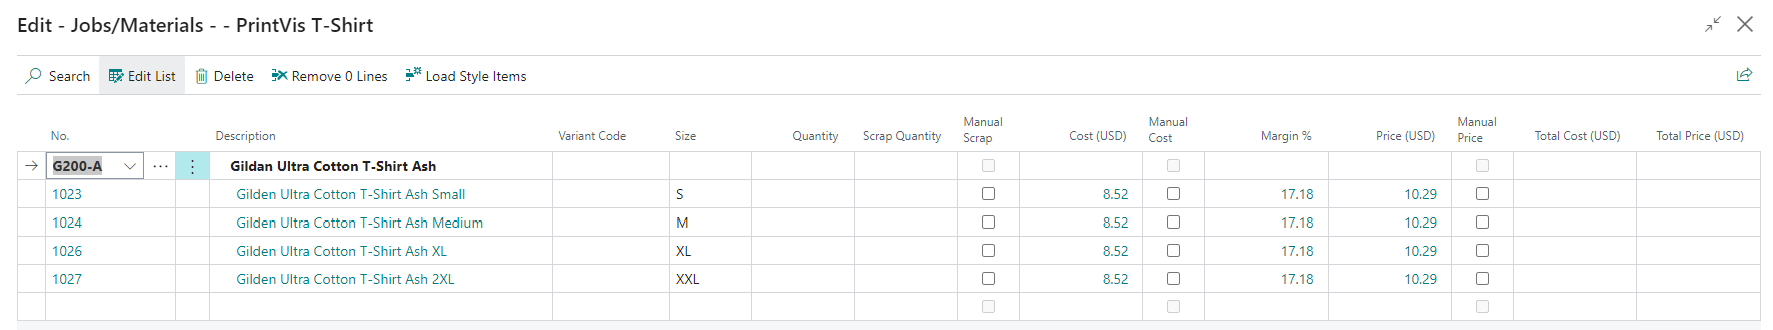 Edit - Jobs/Materials - - PrintVis T-Shirt
Search Edit List Delete Remove 0 Lines Load Style Items
No. Description Variant Code Size Quantity Scrap Quantity Manual Scrap Cost (USD) Manual Cost Margin % Price (USD) Manual Price Total Cost (USD) Total Price (USD)
G200-A Gildan Ultra Cotton T-Shirt Ash
1023 Gilden Ultra Cotton T-Shirt Ash Small S 8.52 17.18 10.29
1024 Gilden Ultra Cotton T-Shirt Ash Medium M 8.52 17.18 10.29
1026 Gilden Ultra Cotton T-Shirt Ash XL XL 8.52 17.18 10.29
1027 Gilden Ultra Cotton T-Shirt Ash 2XL XXL 8.52 17.18 10.29